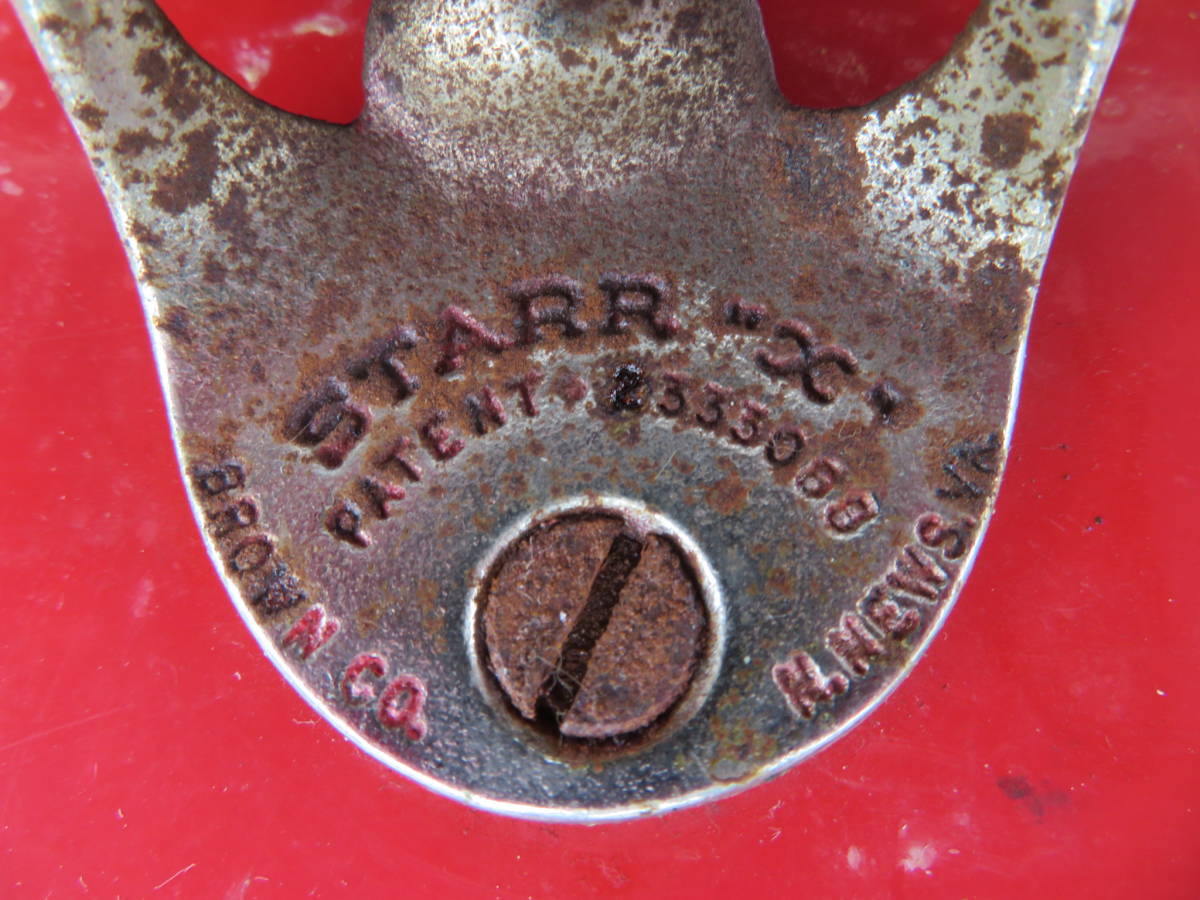 STARR "X"
PATENT 2333088
BROWN CO.
N. NEWS. VA